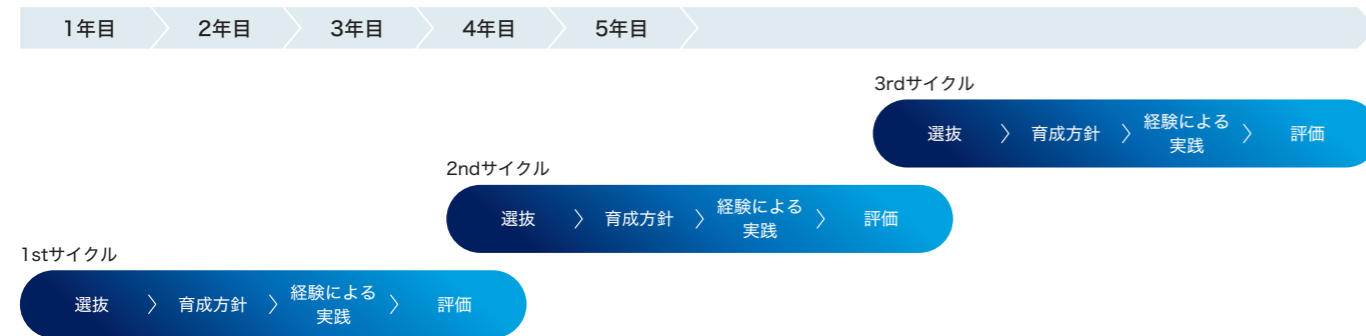 1年目
2年目
3年目
4年目
5年目
3rdサイクル
選抜
育成方針
経験による
実践
評価
2ndサイクル
選抜
育成方針
経験による
実践
評価
1stサイクル
選抜
育成方針
経験による
実践
評価